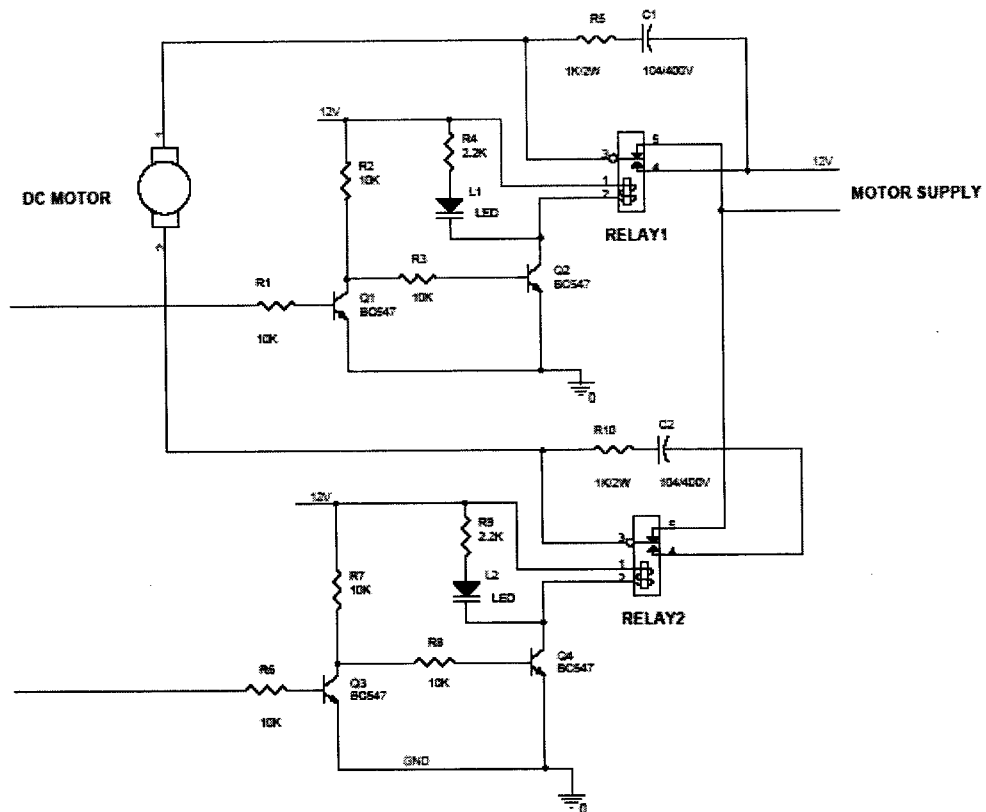 R5
C1
1K/2W
104/400V
1
12V
R4
2.2K
R2
10K
3
5
4
12V
1
2
L1
LED
DC MOTOR
MOTOR SUPPLY
RELAY1
2
R3
10K
Q2
BC547
R1
10K
Q1
BC547
0
R10
C2
1K/2W
104/400V
12V
R9
2.2K
3
5
4
R7
10K
1
2
L2
LED
RELAY2
R8
10K
Q4
BC547
R6
10K
Q3
BC547
GND
0